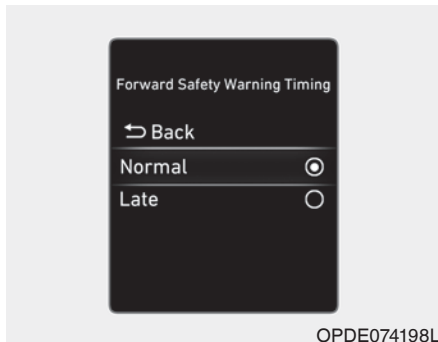 Forward Safety Warning Timing
Back
Normal
Late
OPDE074198L